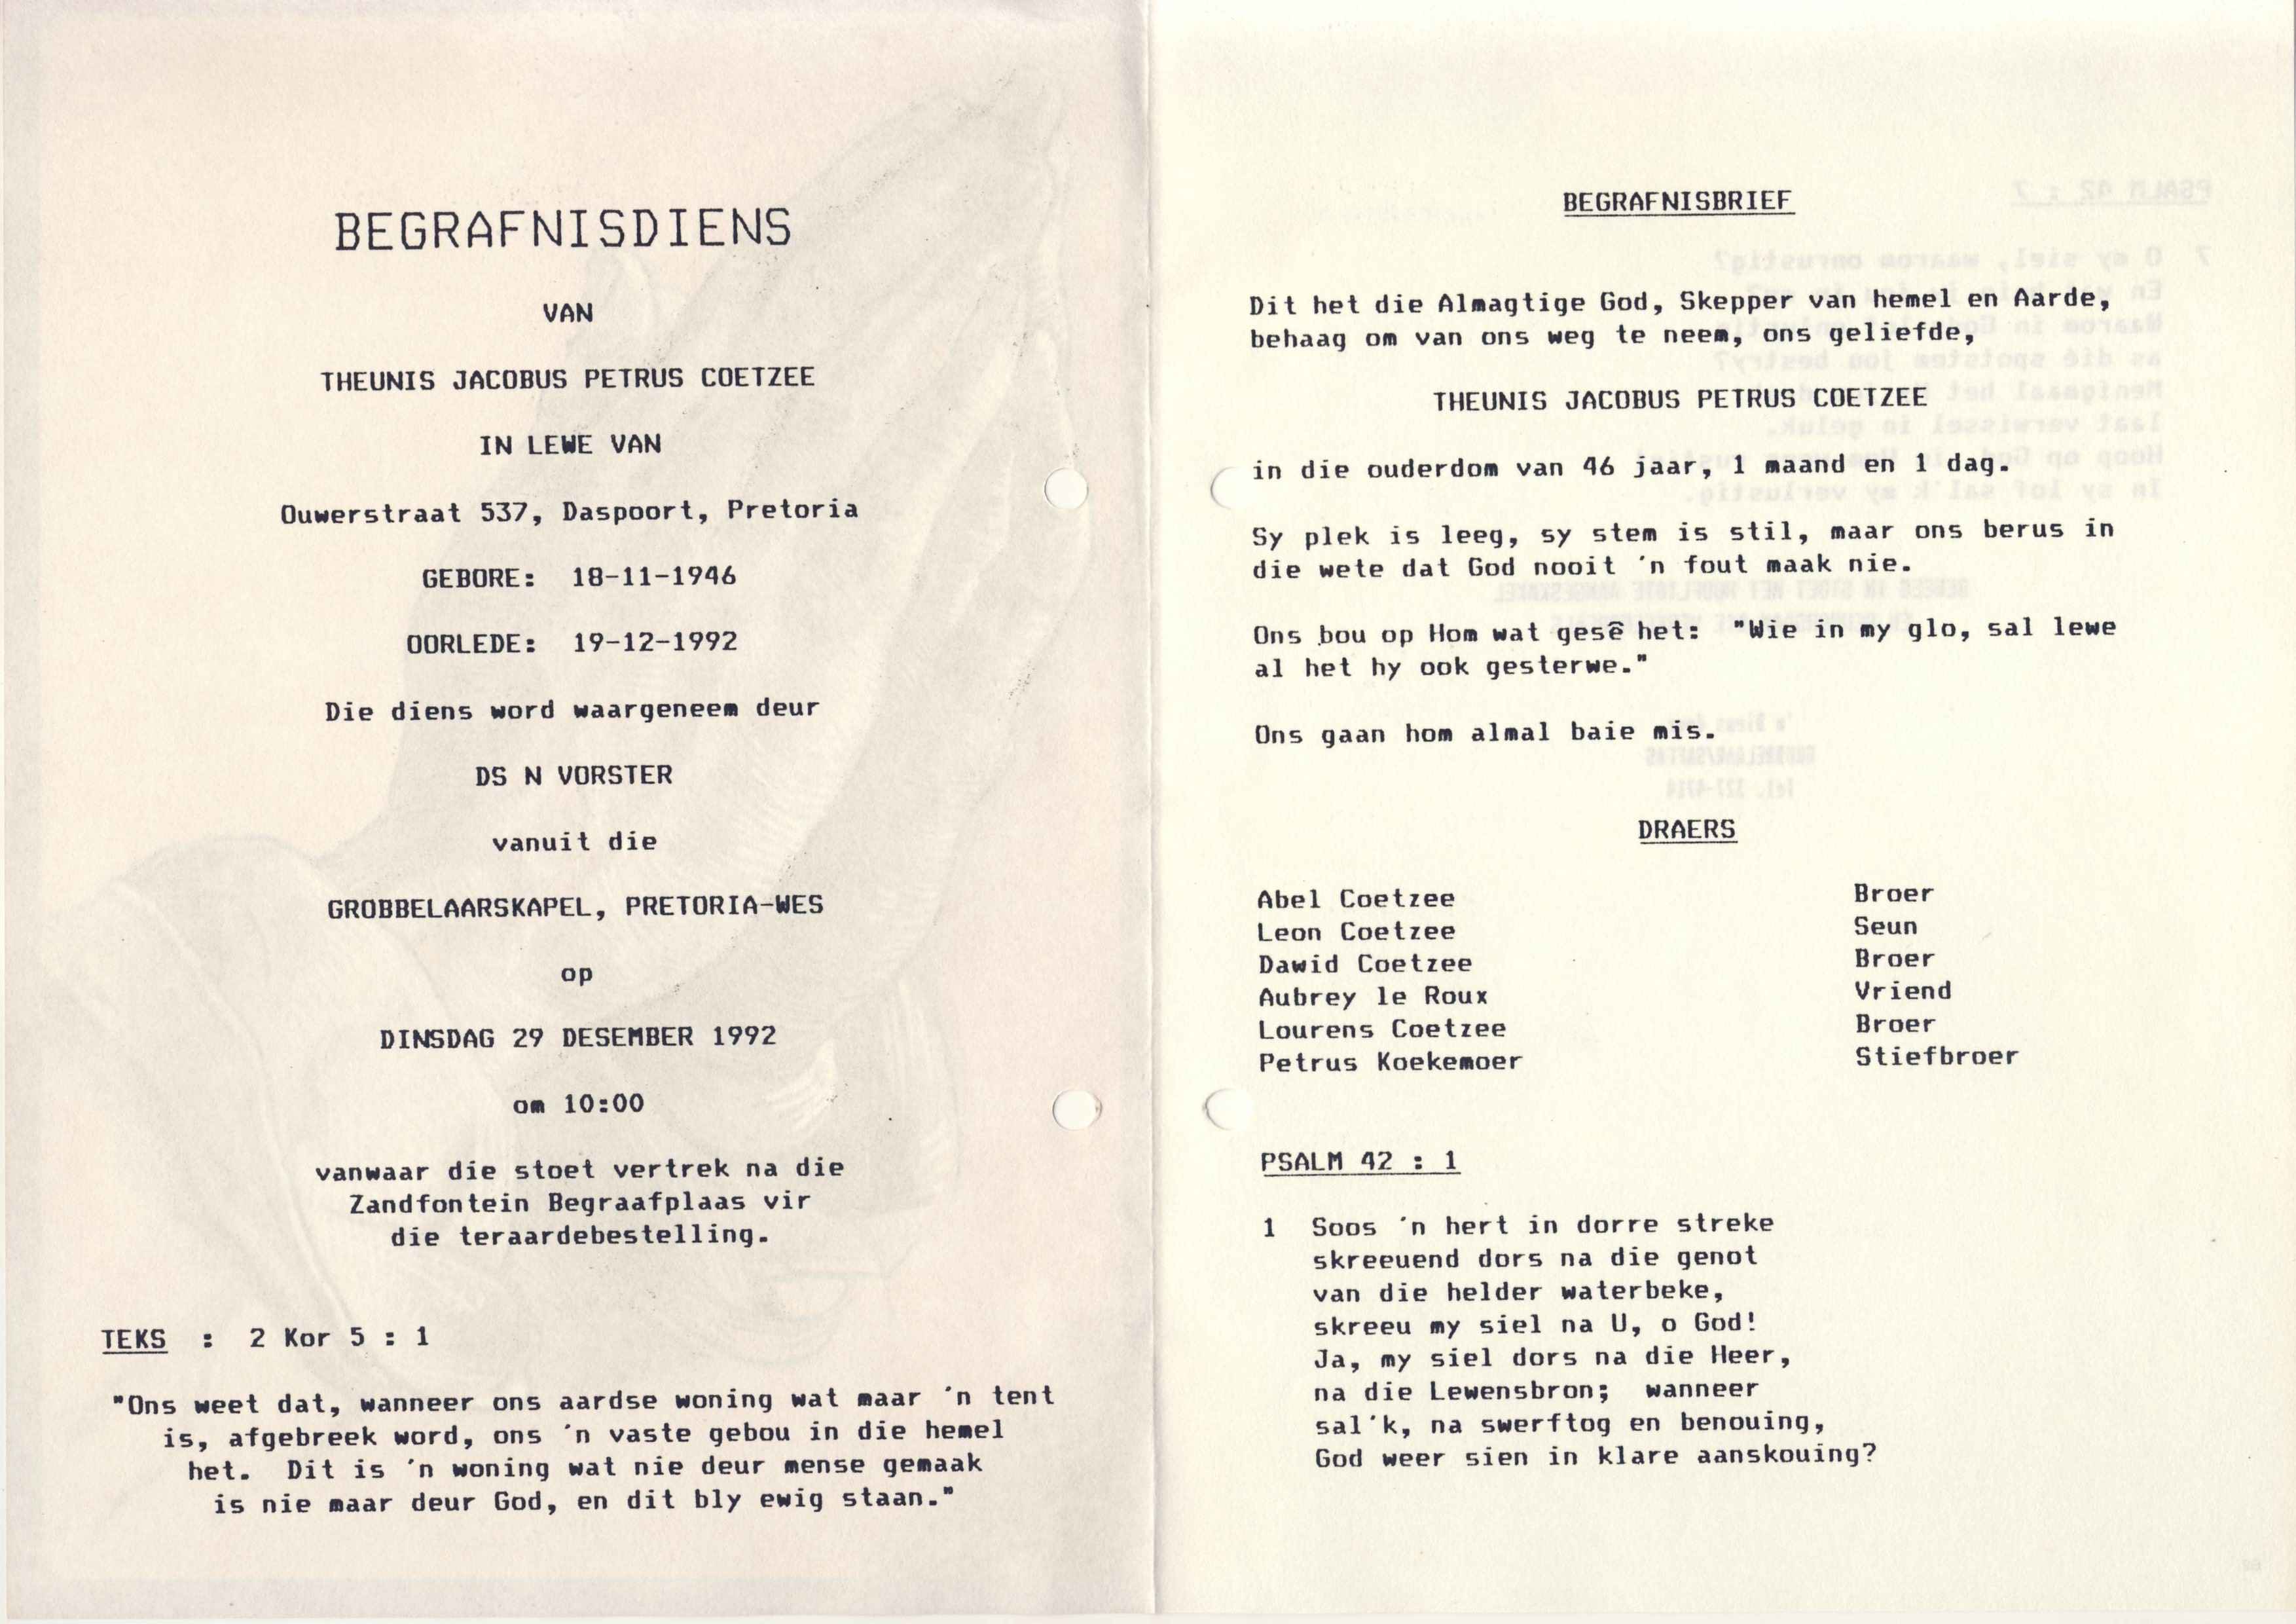 BEGRAFNISDIENS
VAN
THEUNIS JACOBUS PETRUS COETZEE
IN LEWE VAN
Ouwerstraat 537, Daspoort, Pretoria
GEBORE: 18-11-1946
OORLEDE: 19-12-1992
Die diens word waargeneem deur
DS N VORSTER
vanuit die
GROBBELAARSKAPEL, PRETORIA-WES
op
DINSDAG 29 DESEMBER 1992
om 10:00
vanwaar die stoet vertrek na die
Zandfontein Begraafplaas vir
die teraardebestelling.
TEKS : 2 Kor 5 : 1
"Ons weet dat, wanneer ons aardse woning wat maar 'n tent
is, afgebreek word, ons 'n vaste gebou in die hemel
het. Dit is 'n woning wat nie deur mense gemaak
is nie maar deur God, en dit bly ewig staan."
BEGRAFNISBRIEF
Dit het die Almagtige God, Skepper van hemel en Aarde,
behaag om van ons weg te neem, ons geliefde,
THEUNIS JACOBUS PETRUS COETZEE
in die ouderdom van 46 jaar, 1 maand en 1 dag.
Sy plek is leeg, sy stem is stil, maar ons berus in
die wete dat God nooit 'n fout maak nie.
Ons bou op Hom wat gesê het: "Wie in my glo, sal lewe
al het hy ook gesterwe."
Ons gaan hom almal baie mis.
DRAERS
Abel Coetzee Broer
Leon Coetzee Seun
Dawid Coetzee Broer
Aubrey le Roux Vriend
Lourens Coetzee Broer
Petrus Koekemoer Stiefbroer
PSALM 42 : 1
1 Soos 'n hert in dorre streke
skreeuend dors na die genot
van die helder waterbeke,
skreeu my siel na U, o God!
Ja, my siel dors na die Heer,
na die Lewensbron; wanneer
sal'k, na swerftog en benouing,
God weer sien in klare aanskouing?